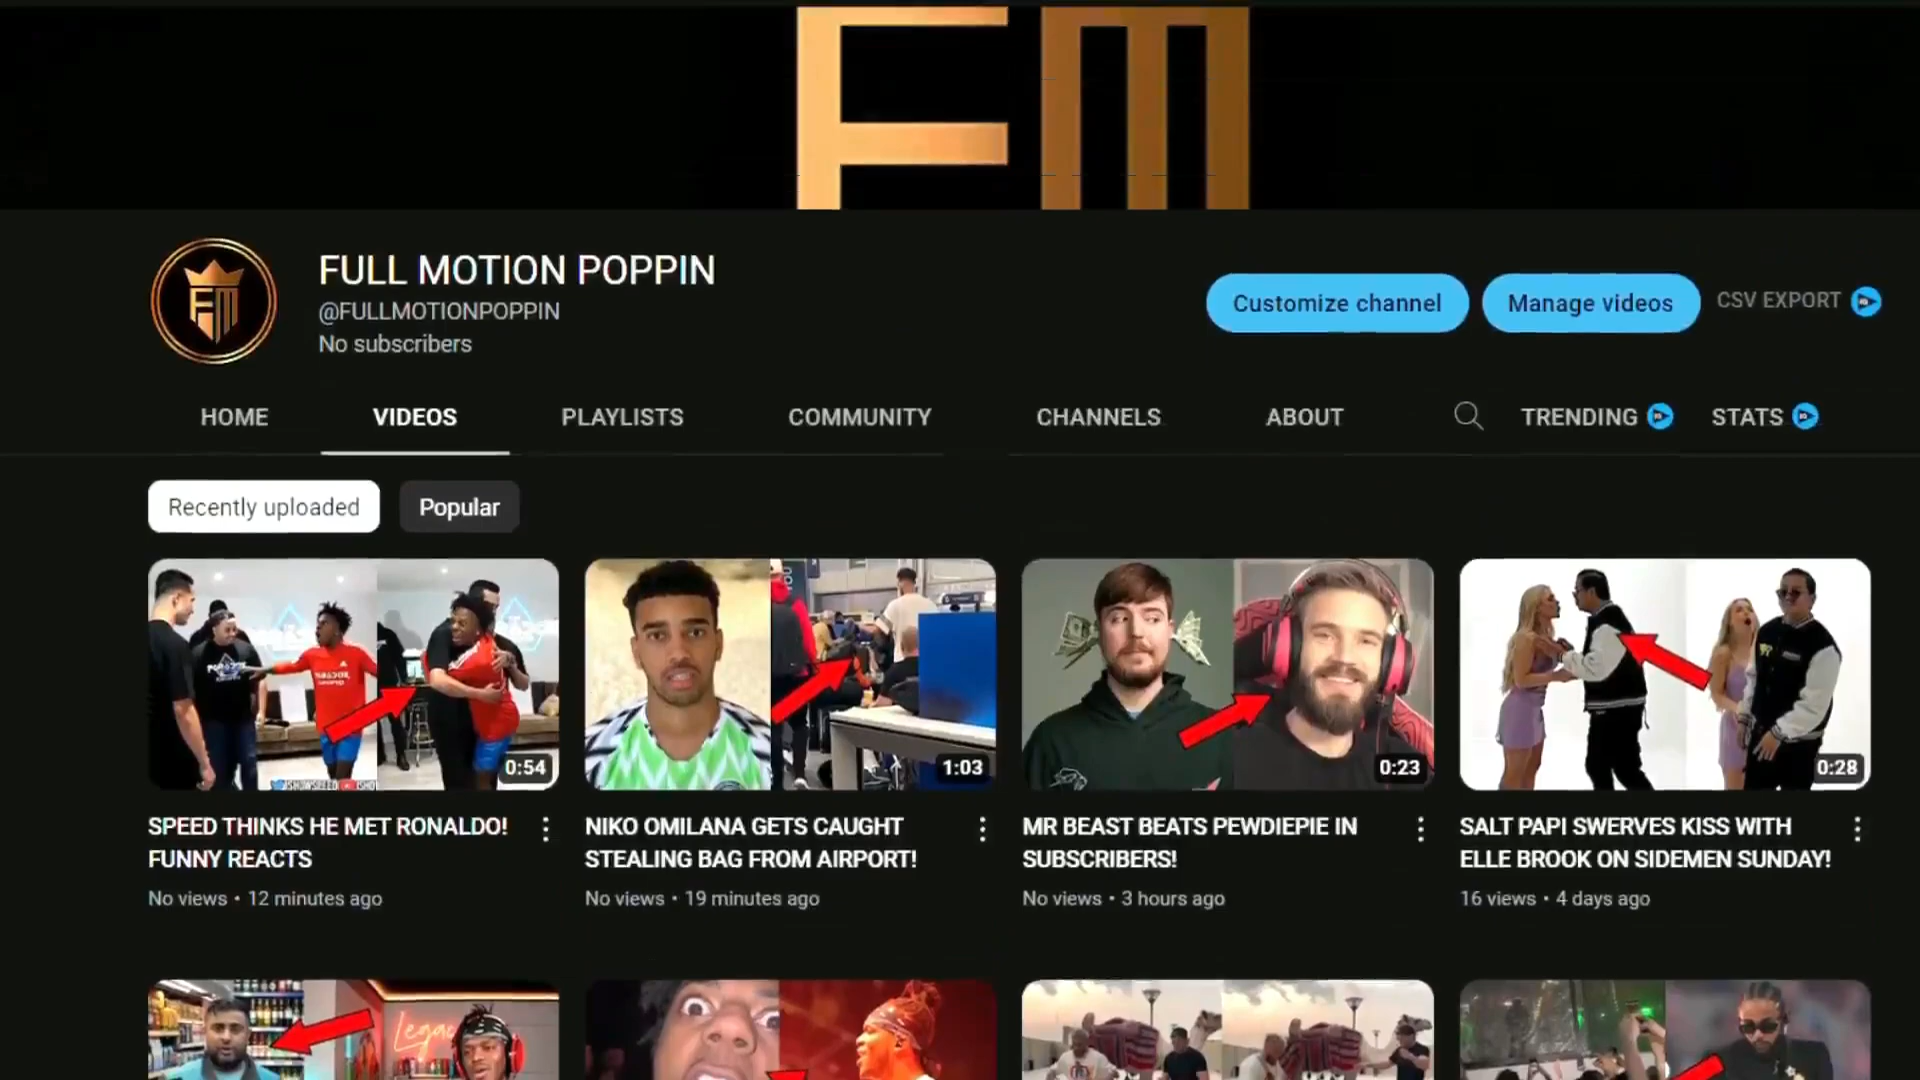 FM
FULL MOTION POPPIN
FM
@FULLMOTIONPOPPIN
No subscribers
Customize channel
Manage videos
CSV EXPORT
HOME
VIDEOS
PLAYLISTS
COMMUNITY
CHANNELS
ABOUT
TRENDING
STATS
Recently uploaded
Popular
0:54
1:03
0:23
0:28
SPEED THINKS HE MET RONALDO!
FUNNY REACTS
No views • 12 minutes ago
NIKO OMILANA GETS CAUGHT
STEALING BAG FROM AIRPORT!
No views • 19 minutes ago
MR BEAST BEATS PEWDIEPIE IN
SUBSCRIBERS!
No views • 3 hours ago
SALT PAPI SWERVES KISS WITH
ELLE BROOK ON SIDEMEN SUNDAY!
16 views • 4 days ago